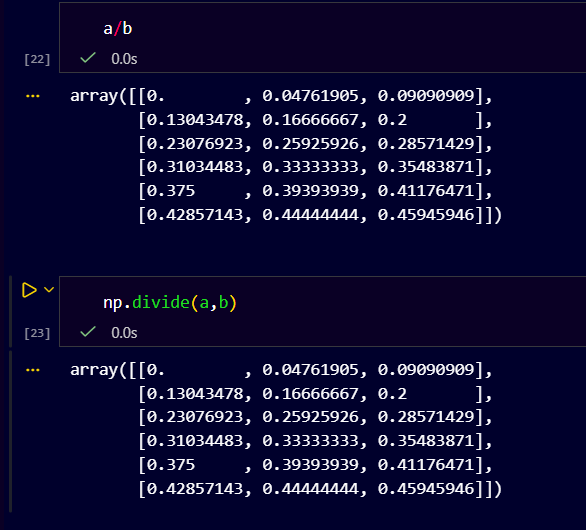 a/b
[22]
0.0s
... array([[0.        , 0.04761905, 0.09090909],
       [0.13043478, 0.16666667, 0.2       ],
       [0.23076923, 0.25925926, 0.28571429],
       [0.31034483, 0.33333333, 0.35483871],
       [0.375     , 0.39393939, 0.41176471],
       [0.42857143, 0.44444444, 0.45945946]])
np.divide(a,b)
[23]
0.0s
... array([[0.        , 0.04761905, 0.09090909],
       [0.13043478, 0.16666667, 0.2       ],
       [0.23076923, 0.25925926, 0.28571429],
       [0.31034483, 0.33333333, 0.35483871],
       [0.375     , 0.39393939, 0.41176471],
       [0.42857143, 0.44444444, 0.45945946]])